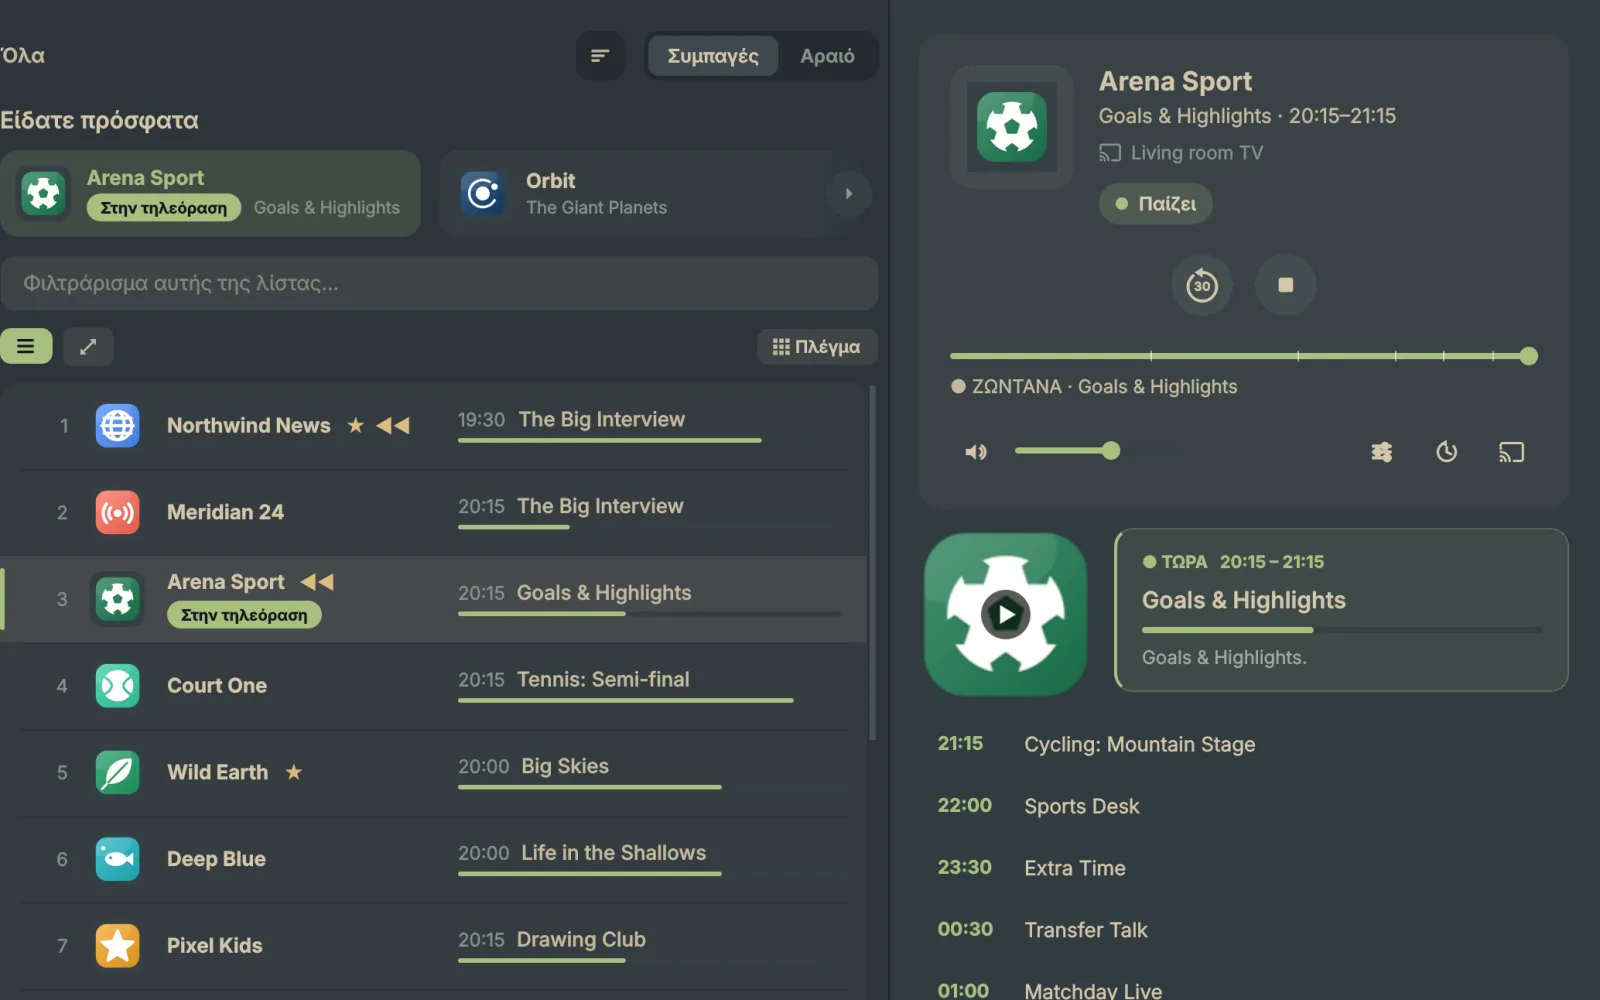 Όλα
Συμπαγές
Αραιό
Είδατε πρόσφατα
Arena Sport
Στην τηλεόραση
Goals & Highlights
Orbit
The Giant Planets
Φιλτράρισμα αυτής της λίστας...
Πλέγμα
1
Northwind News
19:30 The Big Interview
2
Meridian 24
20:15 The Big Interview
3
Arena Sport
Στην τηλεόραση
20:15 Goals & Highlights
4
Court One
20:15 Tennis: Semi-final
5
Wild Earth
20:00 Big Skies
6
Deep Blue
20:00 Life in the Shallows
7
Pixel Kids
20:15 Drawing Club
Arena Sport
Goals & Highlights · 20:15–21:15
Living room TV
Παίζει
30
ΖΩΝΤΑΝΑ · Goals & Highlights
ΤΩΡΑ 20:15 – 21:15
Goals & Highlights
Goals & Highlights.
21:15 Cycling: Mountain Stage
22:00 Sports Desk
23:30 Extra Time
00:30 Transfer Talk
01:00 Matchday Live